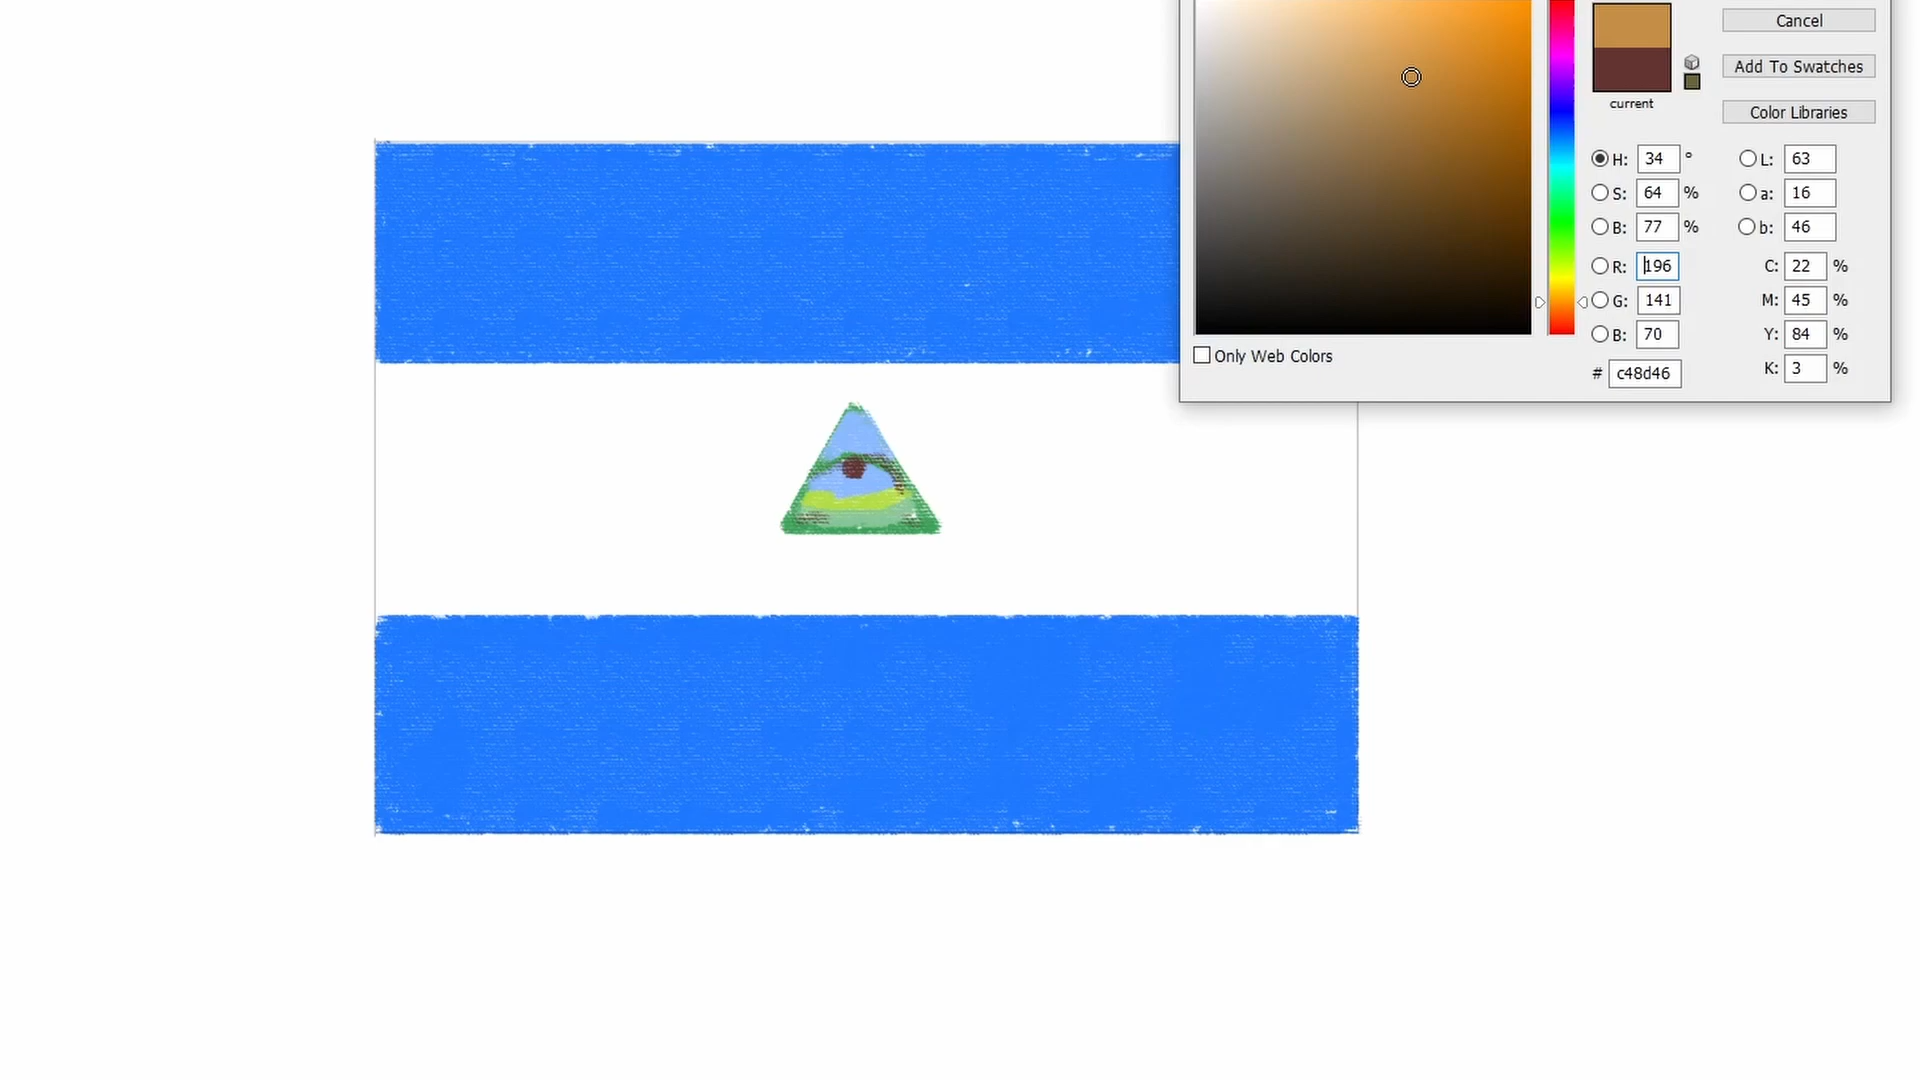 Cancel
Add To Swatches
current
Color Libraries
H: 34 ° L: 63
S: 64 % a: 16
B: 77 % b: 46
R: 196 C: 22 %
G: 141 M: 45 %
B: 70 Y: 84 %
Only Web Colors
# c48d46 K: 3 %